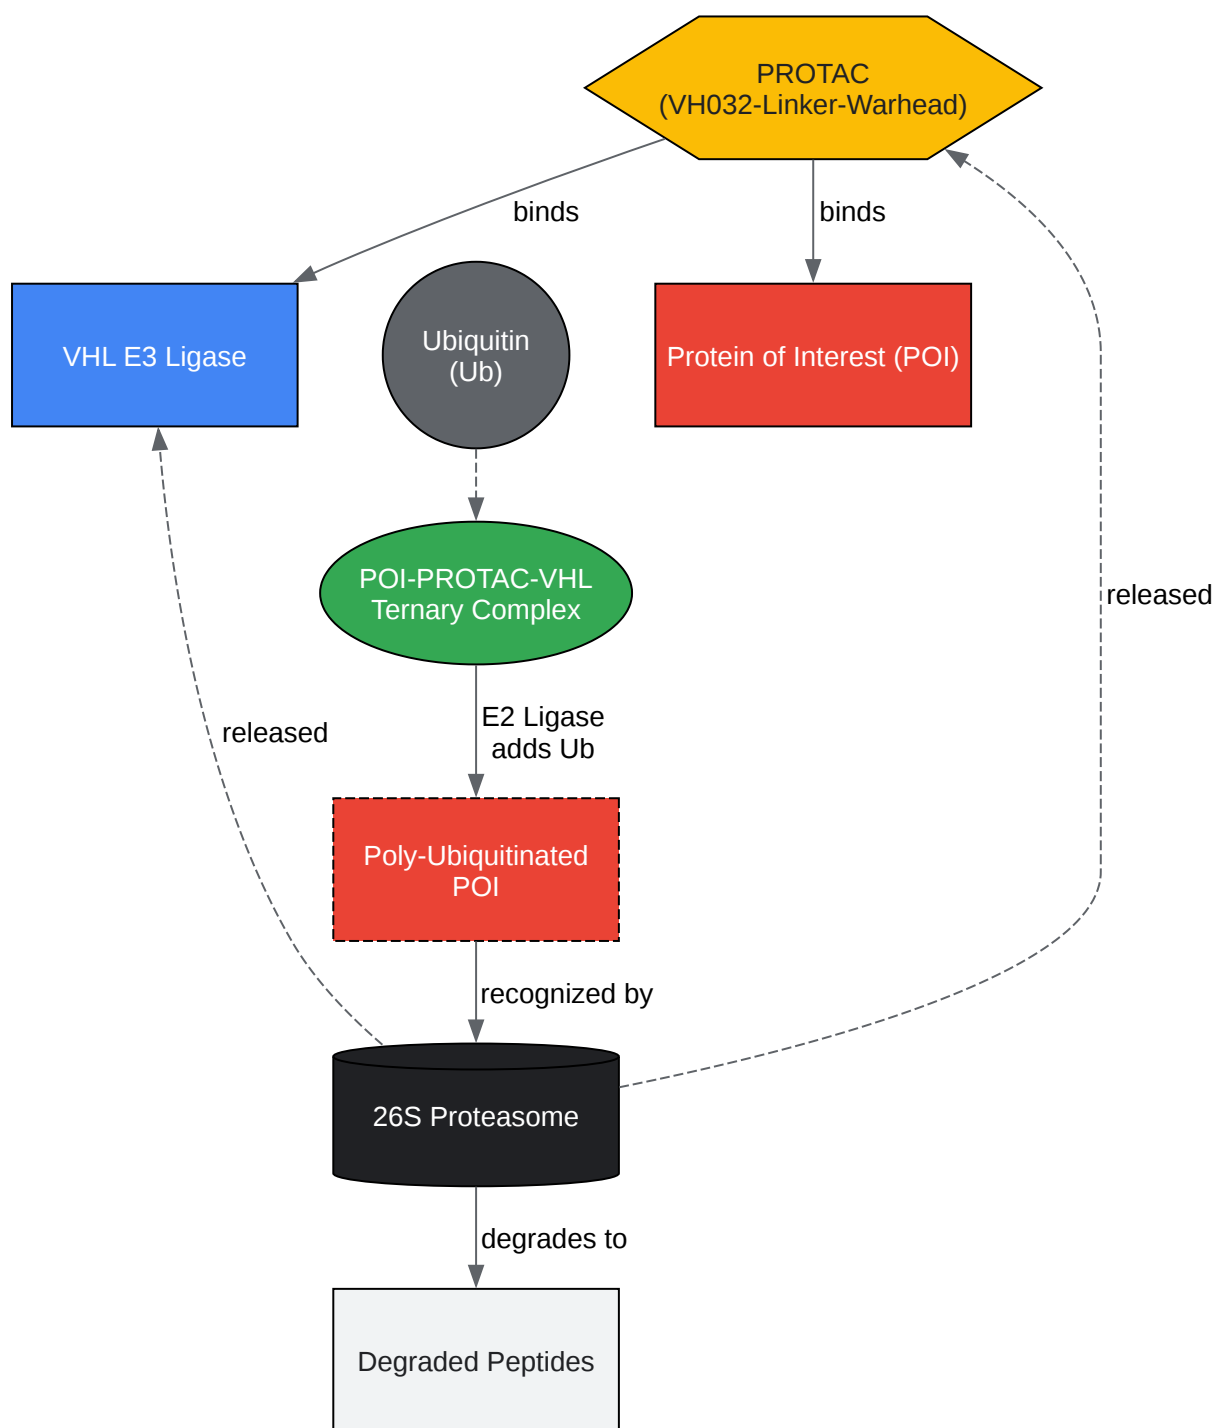 PROTAC
(VH032-Linker-Warhead)
binds
binds
VHL E3 Ligase
Ubiquitin
(Ub)
Protein of Interest (POI)
POI-PROTAC-VHL
Ternary Complex
released
E2 Ligase
adds Ub
released
Poly-Ubiquitinated
POI
recognized by
26S Proteasome
degrades to
Degraded Peptides